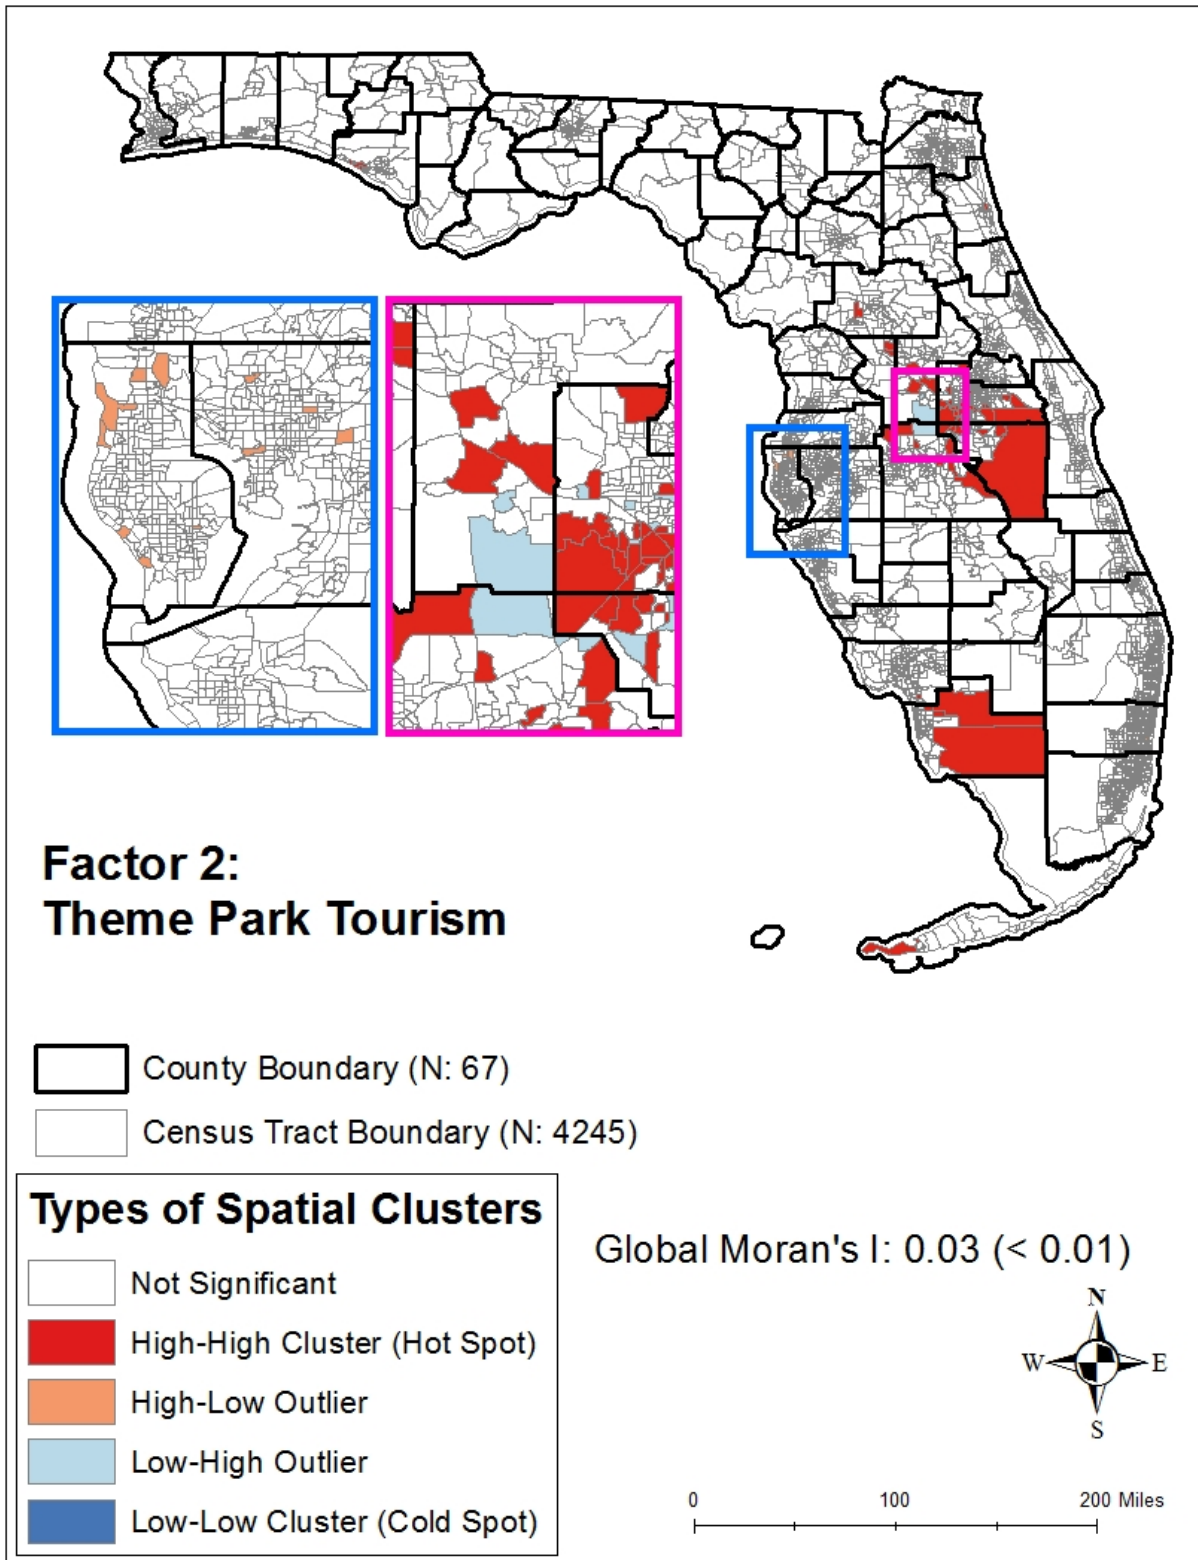 Factor 2:
Theme Park Tourism
County Boundary (N: 67)
Census Tract Boundary (N: 4245)
Types of Spatial Clusters
Not Significant
High-High Cluster (Hot Spot)
High-Low Outlier
Low-High Outlier
Low-Low Cluster (Cold Spot)
Global Moran's I: 0.03 (< 0.01)
N
W E
S
0 100 200 Miles